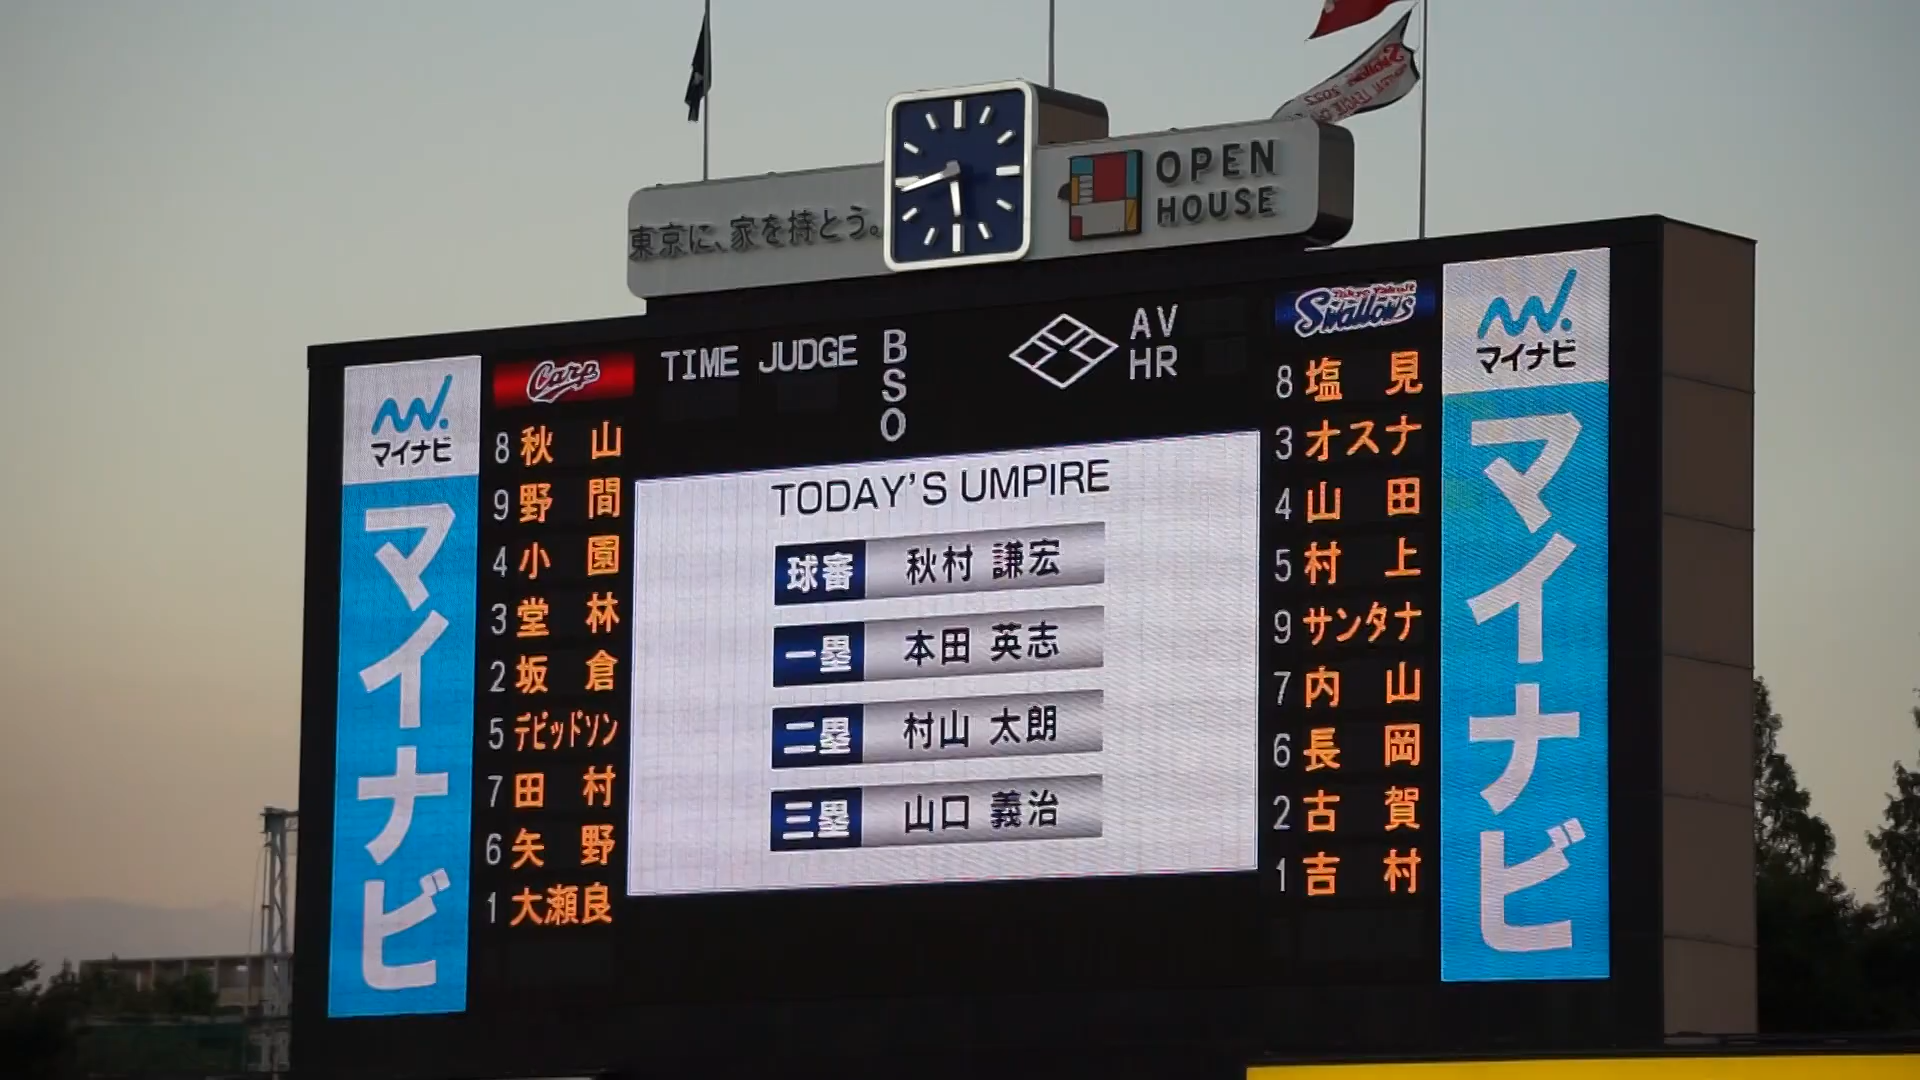 Swallows
2022
東京に、家を持とう。
OPEN
HOUSE
マイナビ
マイナビ
Carp
8 秋山
9 野間
4 小園
3 堂林
2 坂倉
5 デビッドソン
7 田村
6 矢野
1 大瀬良
TIME JUDGE
B
S
O
AV
HR
TODAY'S UMPIRE
球審 秋村 謙宏
一塁 本田 英志
二塁 村山 太朗
三塁 山口 義治
Tokyo Yakult
Swallows
8 塩見
3 オスナ
4 山田
5 村上
9 サンタナ
7 内山
6 長岡
2 古賀
1 吉村
マイナビ
マイナビ